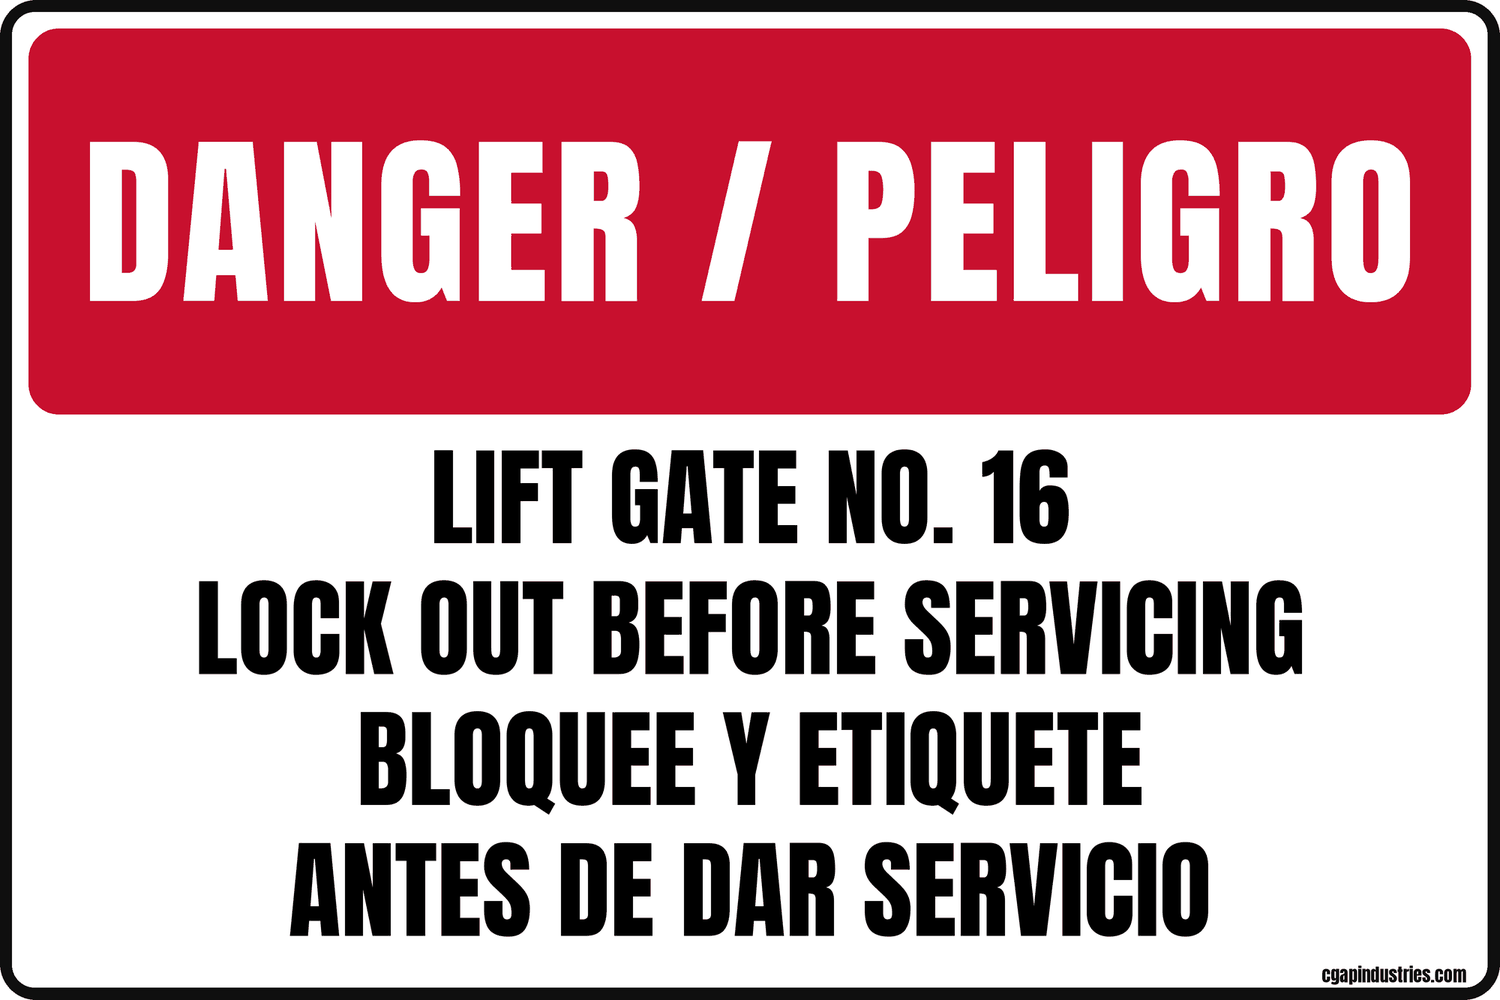 DANGER / PELIGRO
LIFT GATE NO. 16
LOCK OUT BEFORE SERVICING
BLOQUEE Y ETIQUETE
ANTES DE DAR SERVICIO
cgapindustries.com